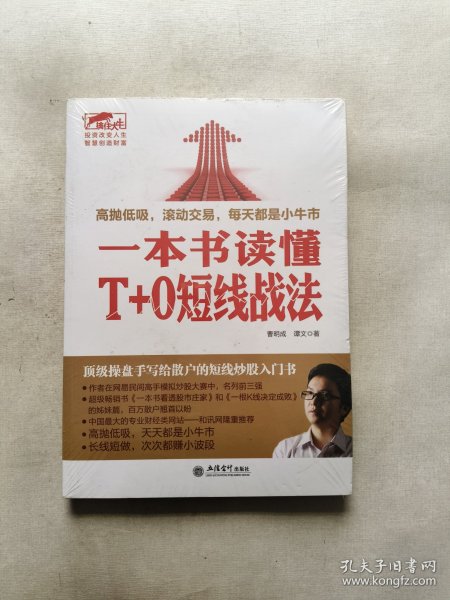 擒住大牛
投资改变人生
智慧创造财富
高抛低吸，滚动交易，每天都是小牛市
一本书读懂
T+0短线战法
曹明成 谭文◇著
顶级操盘手写给散户的短线炒股入门书
●作者在网易民间高手模拟炒股大赛中，名列前三强
●超级畅销书《一本书看透股市庄家》和《一根K线决定成败》
的姊妹篇，百万散户翘首以盼
●中国最大的专业财经类网站——和讯网隆重推荐
●高抛低吸，天天都是小牛市
●长线短做，次次都赚小波段
立信会计出版社
孔夫子旧书网
www.kongfz.com